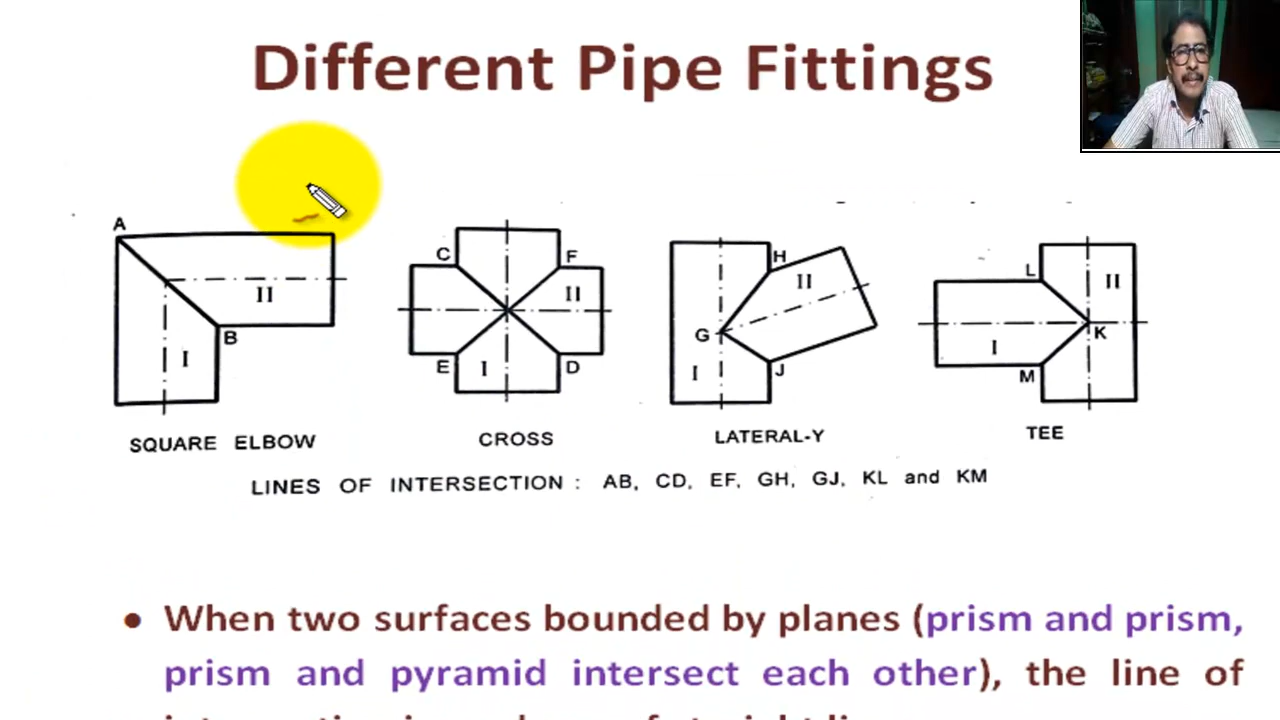 Different Pipe Fittings
A
B
I
II
C
F
E
D
I
II
H
G
J
I
II
L
K
M
I
II
SQUARE ELBOW
CROSS
LATERAL-Y
TEE
LINES OF INTERSECTION : AB, CD, EF, GH, GJ, KL and KM
• When two surfaces bounded by planes (prism and prism,
prism and pyramid intersect each other), the line of